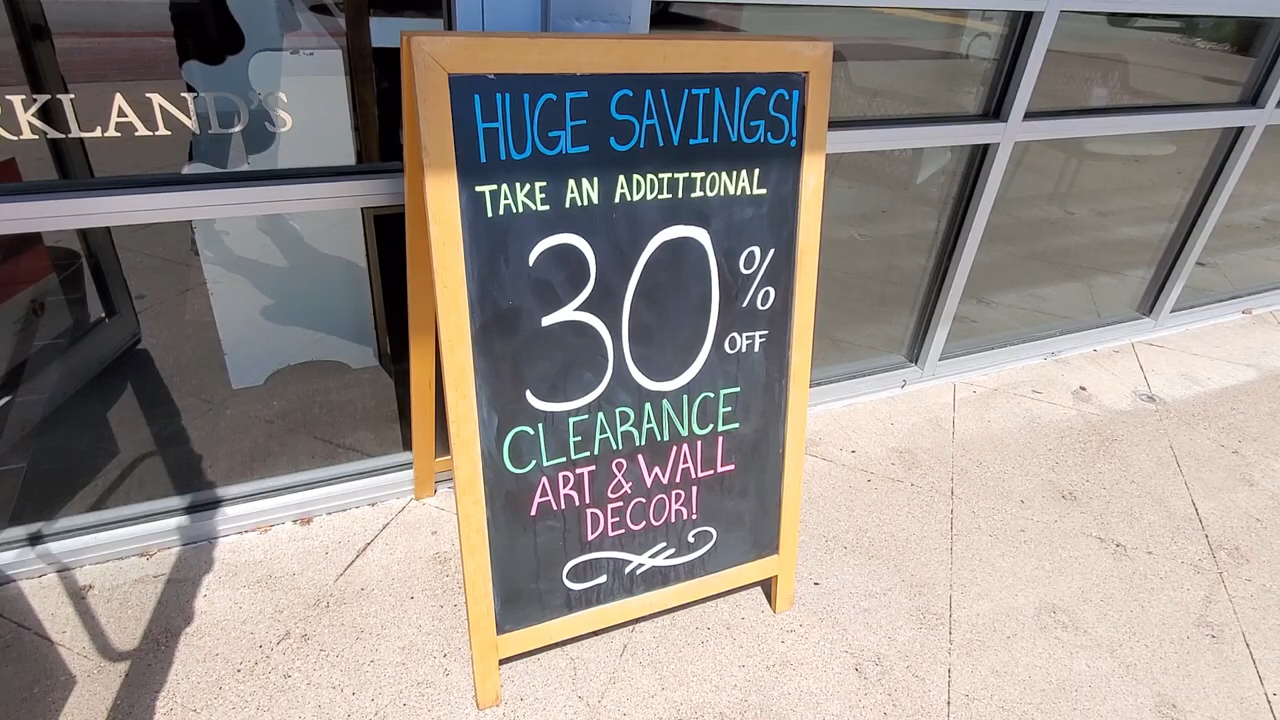 RKLAND'S
HUGE SAVINGS!
TAKE AN ADDITIONAL
30%
OFF
CLEARANCE
ART & WALL
DECOR!